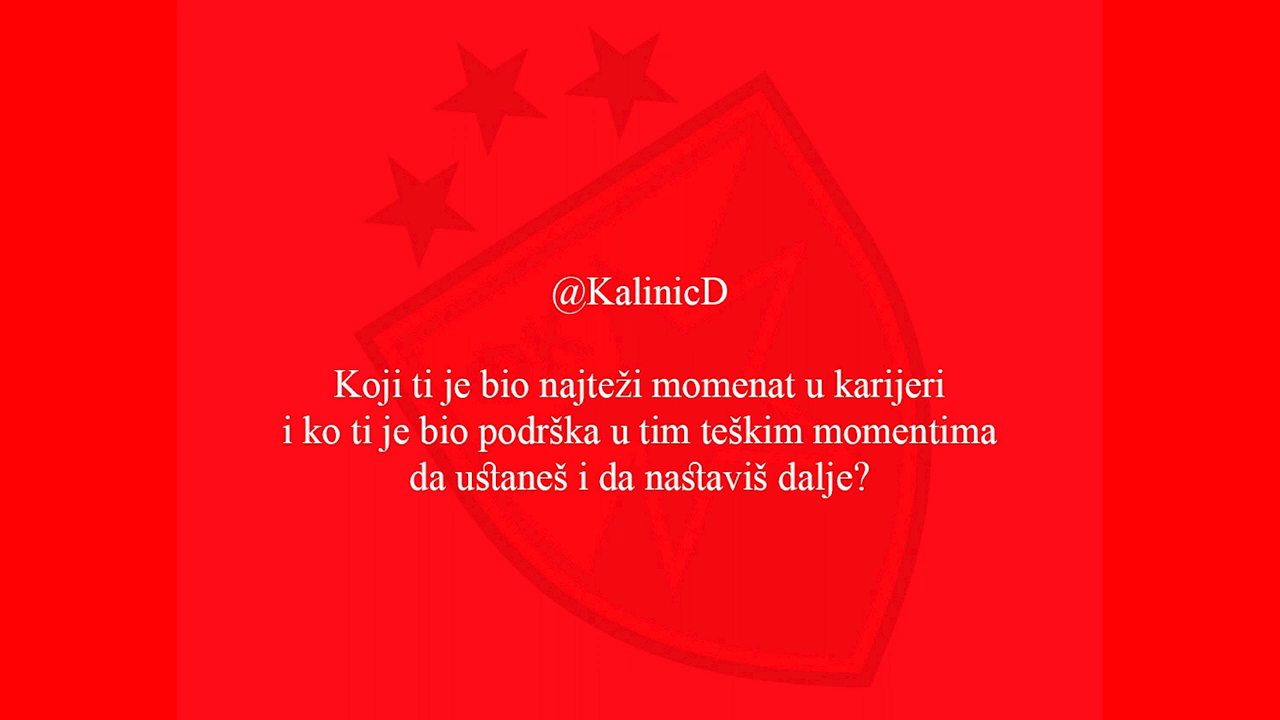 @KalinicD
Koji ti je bio najteži momenat u karijeri
i ko ti je bio podrška u tim teškim momentima
da ustaneš i da nastaviš dalje?